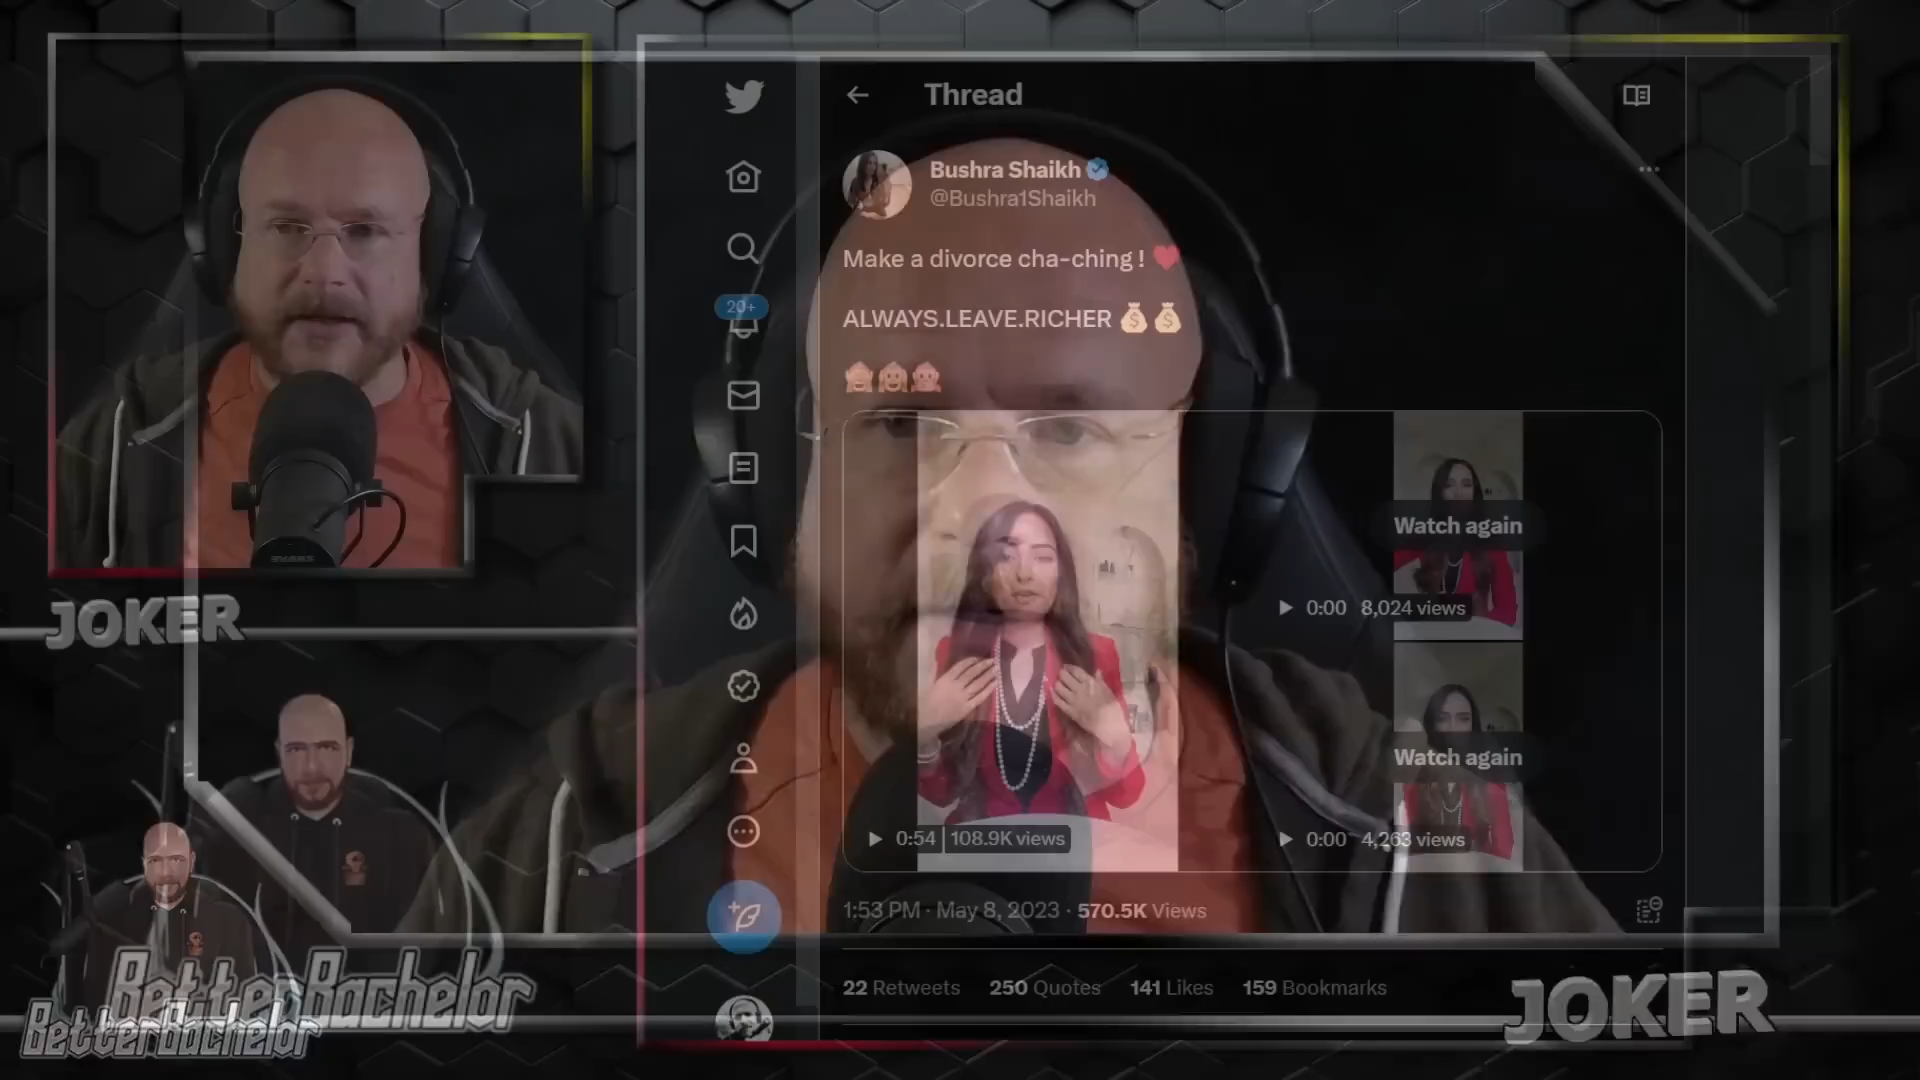 Thread
Bushra Shaikh
@Bushra1Shaikh
Make a divorce cha-ching !
ALWAYS.LEAVE.RICHER
20+
Watch again
0:00 8,024 views
Watch again
0:54 108.9K views
0:00 4,263 views
1:53 PM · May 8, 2023 · 570.5K Views
22 Retweets 250 Quotes 141 Likes 159 Bookmarks
JOKER
BetterBachelor
BetterBachelor
JOKER